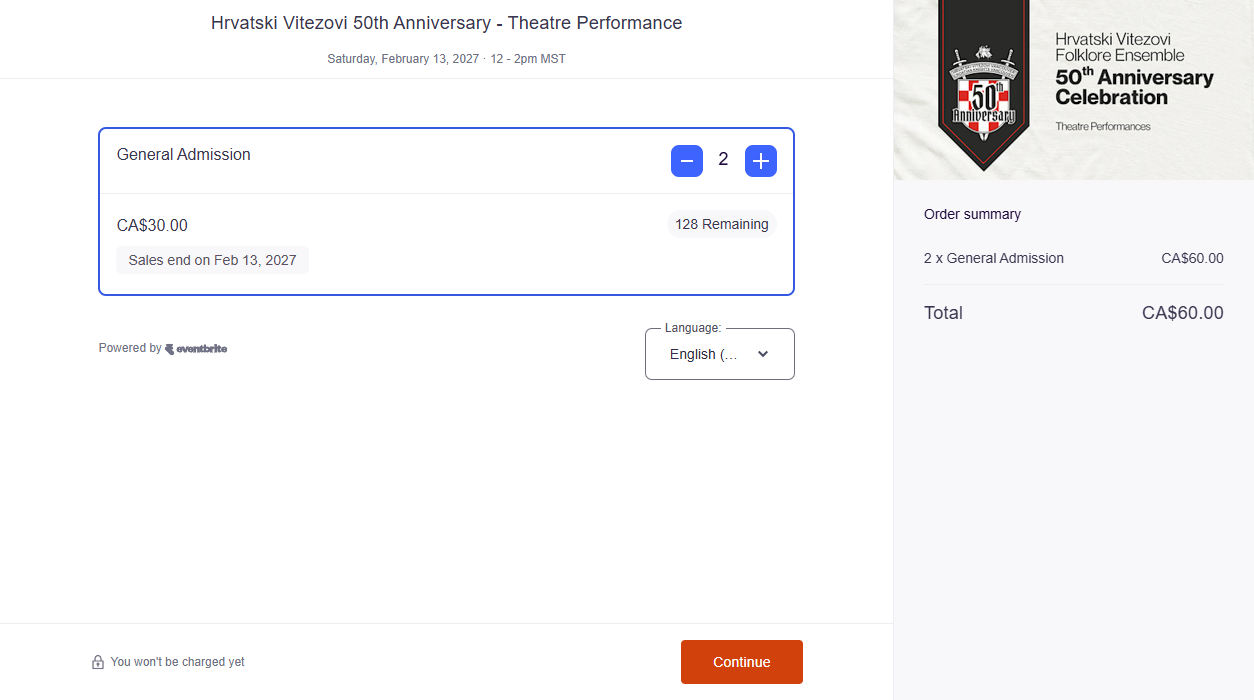 Hrvatski Vitezovi 50th Anniversary - Theatre Performance
Saturday, February 13, 2027 · 12 - 2pm MST
General Admission
2
CA$30.00
128 Remaining
Sales end on Feb 13, 2027
Powered by eventbrite
Language:
English (...
You won't be charged yet
Continue
50th
Anniversary
Hrvatski Vitezovi
Folklore Ensemble
50th Anniversary
Celebration
Theatre Performances
Order summary
2 x General Admission CA$60.00
Total CA$60.00